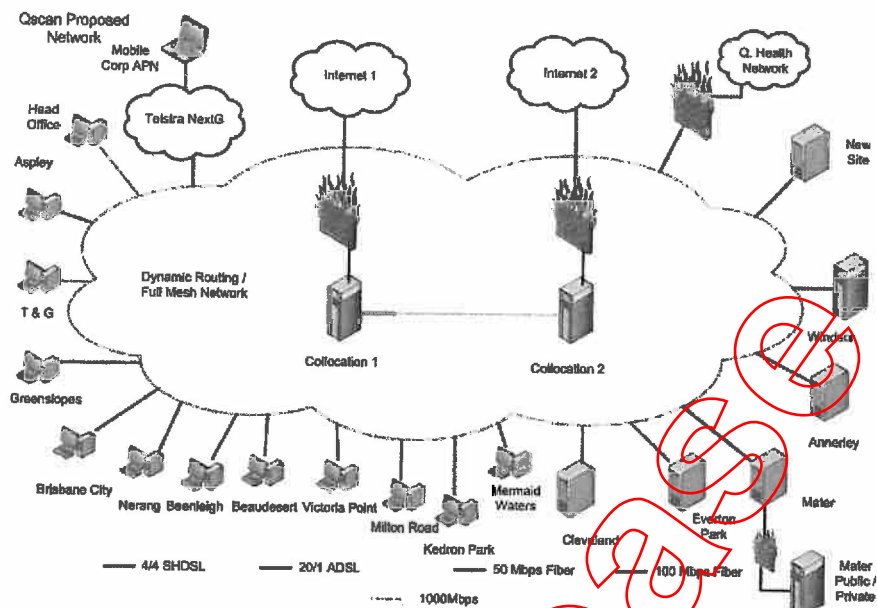 Qscan Proposed
Network
Mobile
Corp APN
Internet 1
Internet 2
Q. Health
Network
Head
Office
Telstra NextG
New
Site
Aspley
Dynamic Routing /
Full Mesh Network
T & G
Winders
Collocation 1
Collocation 2
Greenslopes
Annerley
Brisbane City
Nerang
Beenleigh
Beaudesert
Victoria Point
Milton Road
Kedron Park
Mermaid
Waters
Cleveland
Everton
Park
Mater
4/4 SHDSL
20/1 ADSL
50 Mbps Fiber
100 Mbps Fiber
Mater
Public /
Private
1000Mbps